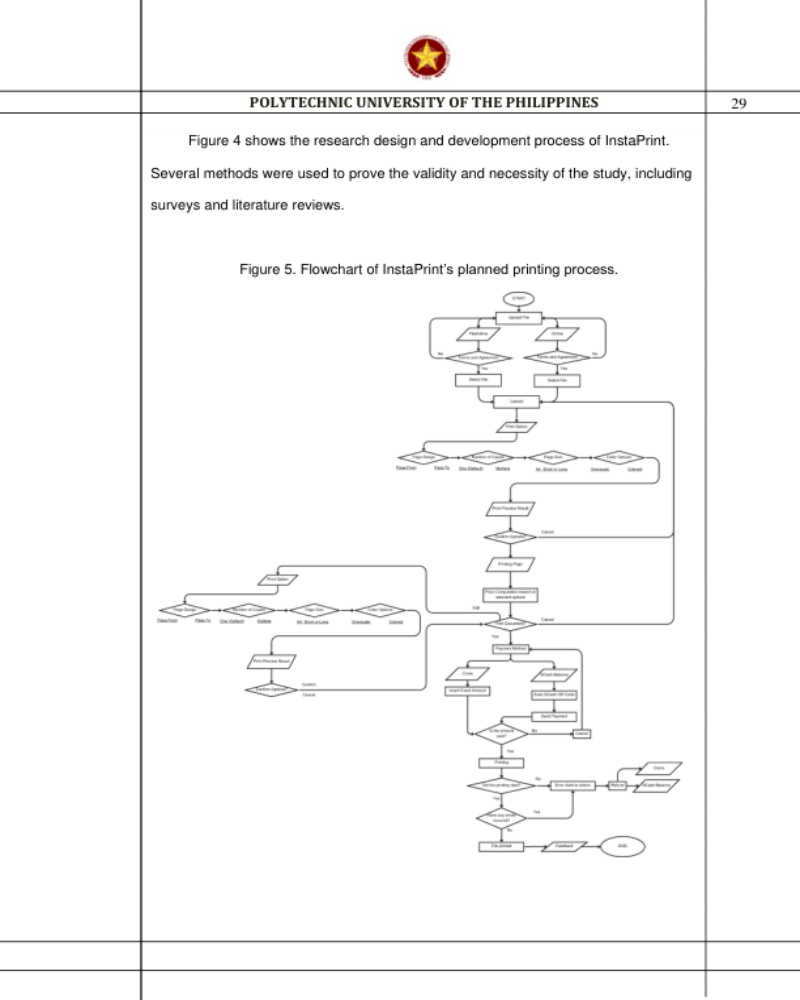 POLYTECHNIC UNIVERSITY OF THE PHILIPPINES
29
Figure 4 shows the research design and development process of InstaPrint.
Several methods were used to prove the validity and necessity of the study, including
surveys and literature reviews.
Figure 5. Flowchart of InstaPrint's planned printing process.
START
Upload File
Flashdrive
Online
No
Terms and Agreement
Terms and Agreement
No
Yes
Yes
Select File
Select File
Cancel
Print Option
Page Range
Number of Copies
Page Size
Color Options
Page From
Page To
One (Default)
Multiple
A4, Short or Long
Grayscale
Colored
Print Preview Result
Cancel
Confirm Options?
Printing Page
Print Option
Price Computation based on
selected options
Edit
Page Range
Number of Copies
Page Size
Color Options
Page From
Page To
One (Default)
Multiple
A4, Short or Long
Grayscale
Colored
Print Document?
Cancel
Yes
Payment Method
Print Preview Result
Coins
GCash Balance
Confirm Options?
Cancel
Insert Exact Amount
Scan GCash QR Code
Send Payment
Is the amount
paid?
No
Cancel
Yes
Printing
Did the printing start?
No
Error Alert to Admin
Refund
Coins
GCash Balance
Yes
Have any errors
occurred?
Yes
No
File printed
Feedback
END